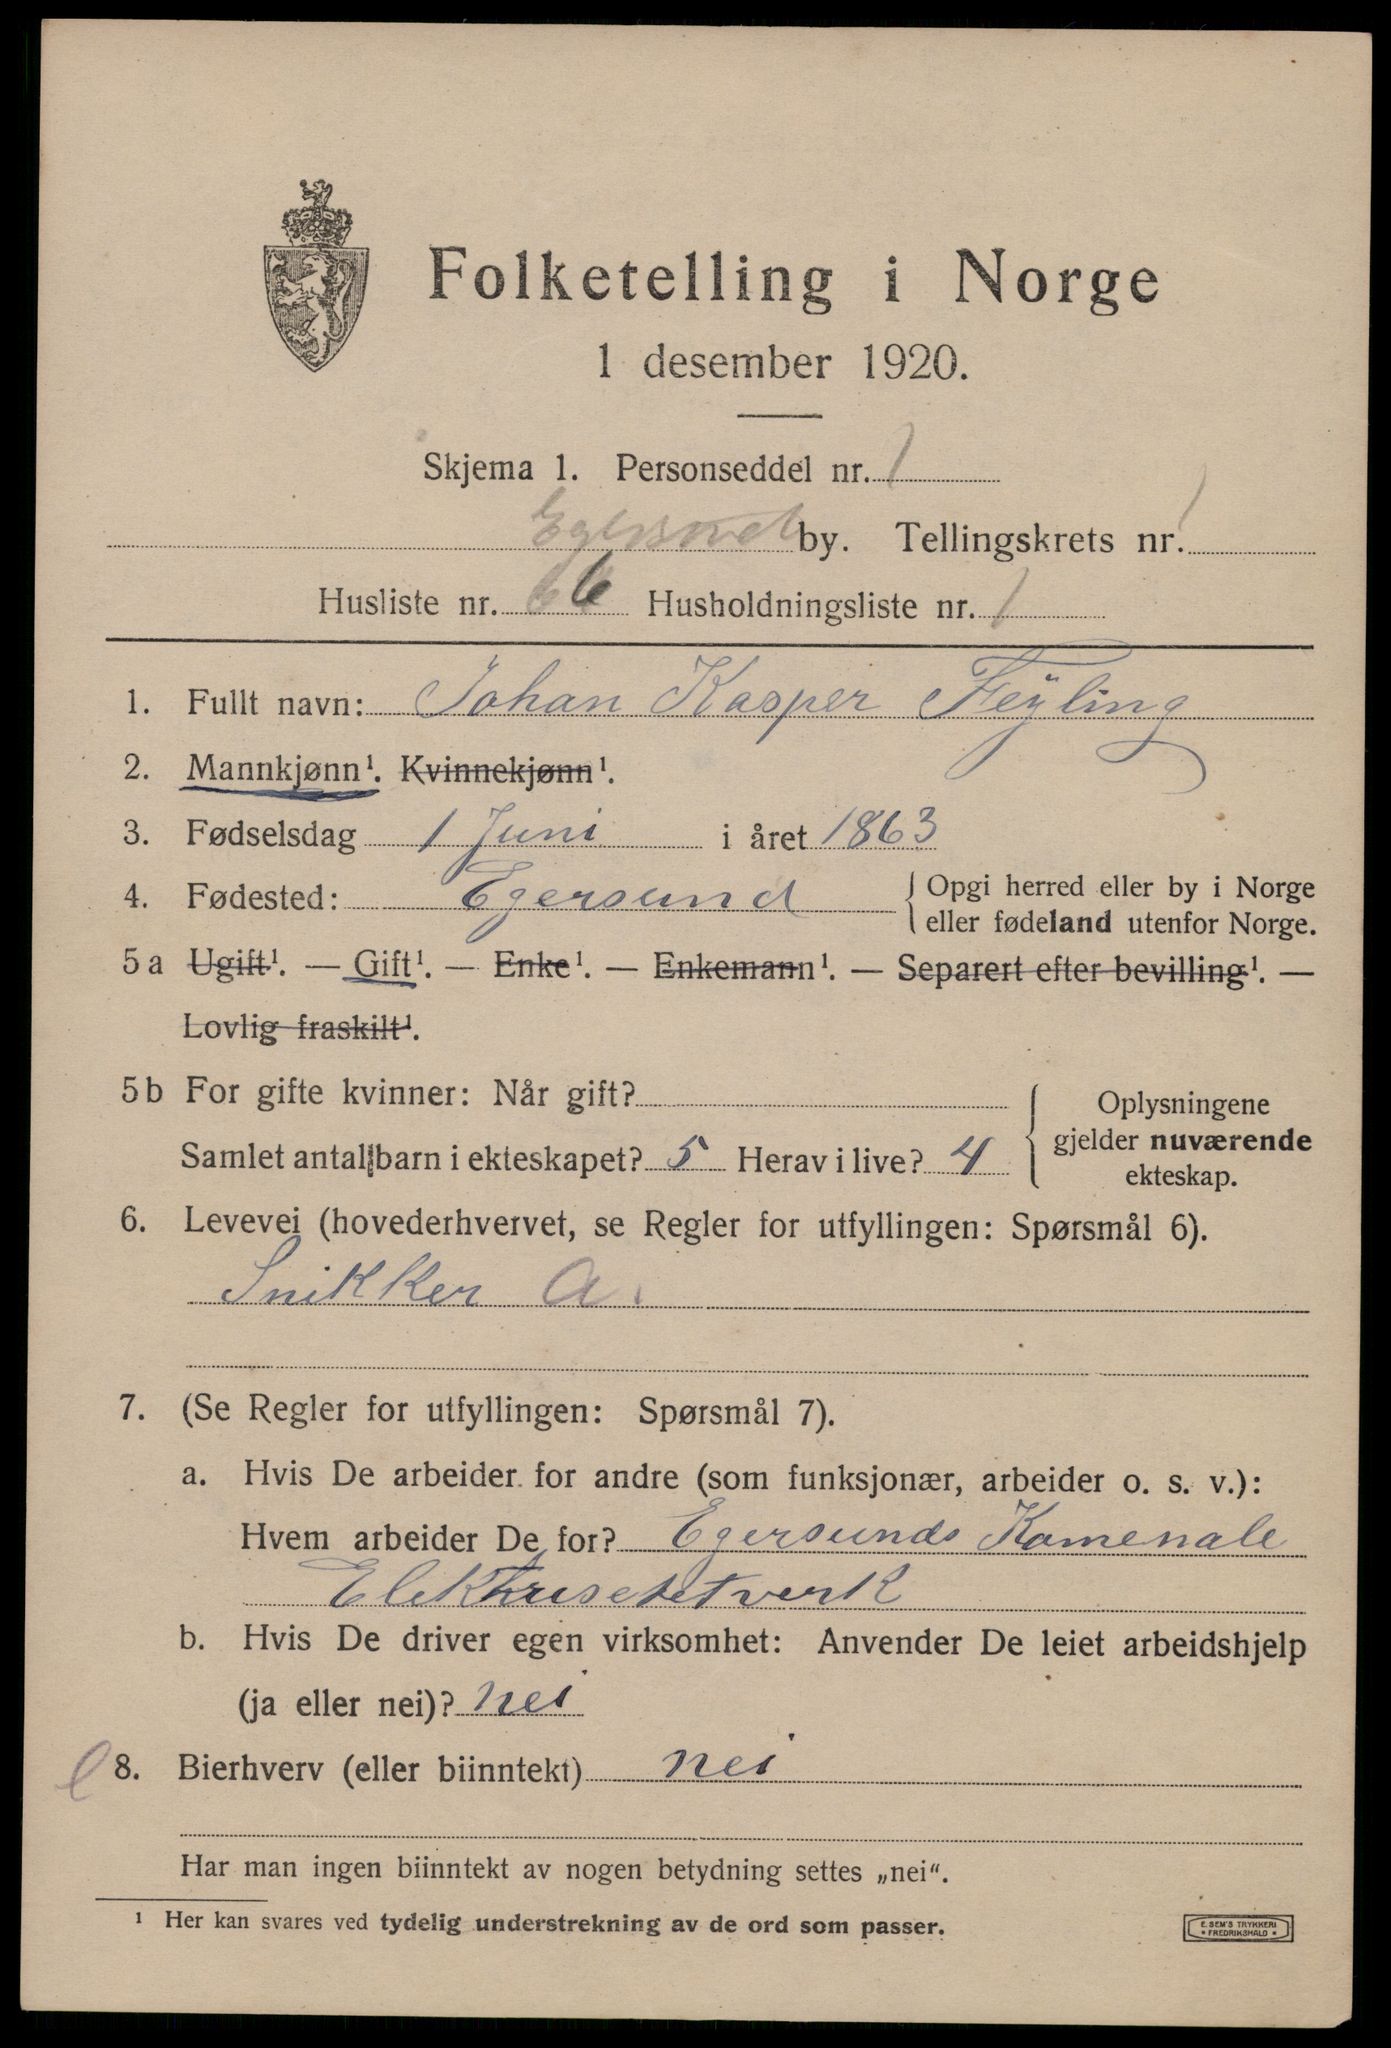 Folketelling i Norge
1 desember 1920.
Skjema 1. Personseddel nr. 1
Egersund by. Tellingskrets nr. 1
Husliste nr. 66 Husholdningsliste nr. 1
1. Fullt navn: Johan Kasper Feyling
2. Mannkjønn¹. Kvinnekjønn¹.
3. Fødselsdag 1 Juni i året 1863
4. Fødested: Egersund { Opgi herred eller by i Norge
eller fødeland utenfor Norge.
5 a Ugift¹. — Gift¹. — Enke¹. — Enkemann¹. — Separert efter bevilling¹. —
Lovlig fraskilt¹.
5 b For gifte kvinner: Når gift?
Samlet antall barn i ekteskapet? 5 Herav i live? 4
{ Oplysningene
gjelder nuværende
ekteskap.
6. Levevei (hovederhvervet, se Regler for utfyllingen: Spørsmål 6).
Snikker a.
7. (Se Regler for utfyllingen: Spørsmål 7).
a. Hvis De arbeider for andre (som funksjonær, arbeider o. s. v.):
Hvem arbeider De for? Egersunds Komenale
Elektrisetetverk
b. Hvis De driver egen virksomhet: Anvender De leiet arbeidshjelp
(ja eller nei)? nei
8. Bierhverv (eller biinntekt) nei
Har man ingen biinntekt av nogen betydning settes „nei“.
¹ Her kan svares ved tydelig understrekning av de ord som passer.
E. SEM'S TRYKKERI
* FREDRIKSHALD *